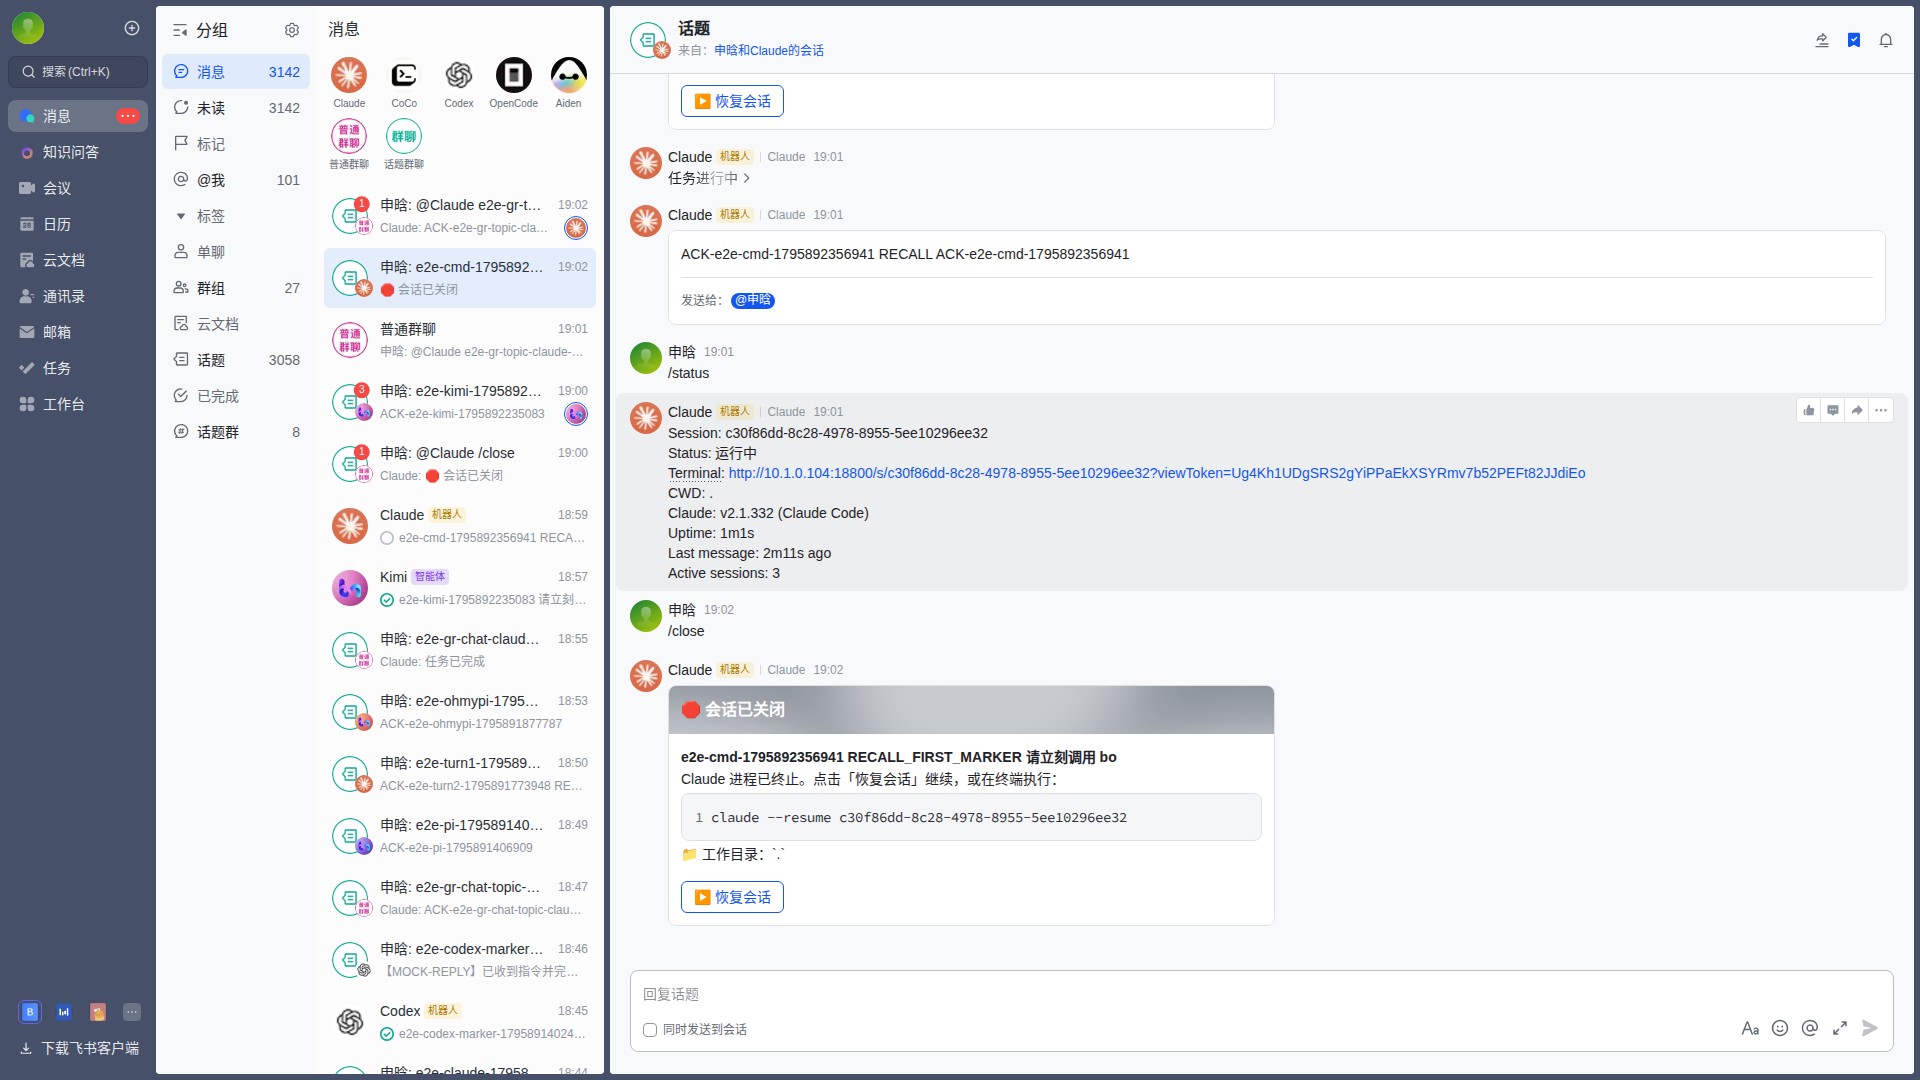 搜索 (Ctrl+K)
消息
知识问答
会议
日历
云文档
通讯录
邮箱
任务
工作台
下载飞书客户端
分组
消息 3142
未读 3142
标记
@我 101
标签
单聊
群组 27
云文档
话题 3058
已完成
话题群 8
消息
Claude
CoCo
Codex
OpenCode
Aiden
普通群聊
群聊
普通群聊
话题群聊
1
申晗: @Claude e2e-gr-t… 19:02
Claude: ACK-e2e-gr-topic-cla…
申晗: e2e-cmd-1795892… 19:02
会话已关闭
普通群聊
普通群聊 19:01
申晗: @Claude e2e-gr-topic-claude-…
3
申晗: e2e-kimi-1795892… 19:00
ACK-e2e-kimi-1795892235083
1
申晗: @Claude /close 19:00
Claude: 会话已关闭
Claude 机器人 18:59
e2e-cmd-1795892356941 RECA…
Kimi 智能体 18:57
e2e-kimi-1795892235083 请立刻…
申晗: e2e-gr-chat-claud… 18:55
Claude: 任务已完成
申晗: e2e-ohmypi-1795… 18:53
ACK-e2e-ohmypi-1795891877787
申晗: e2e-turn1-179589… 18:50
ACK-e2e-turn2-1795891773948 RE…
申晗: e2e-pi-179589140… 18:49
ACK-e2e-pi-1795891406909
申晗: e2e-gr-chat-topic-… 18:47
Claude: ACK-e2e-gr-chat-topic-clau…
申晗: e2e-codex-marker… 18:46
【MOCK-REPLY】已收到指令并完…
Codex 机器人 18:45
e2e-codex-marker-17958914024…
申晗: e2e-claude-17958… 18:44
话题
来自：申晗和Claude的会话
恢复会话
Claude 机器人 Claude 19:01
任务进行中
Claude 机器人 Claude 19:01
ACK-e2e-cmd-1795892356941 RECALL ACK-e2e-cmd-1795892356941
发送给： @申晗
申晗 19:01
/status
Claude 机器人 Claude 19:01
Session: c30f86dd-8c28-4978-8955-5ee10296ee32
Status: 运行中
Terminal: http://10.1.0.104:18800/s/c30f86dd-8c28-4978-8955-5ee10296ee32?viewToken=Ug4Kh1UDgSRS2gYiPPaEkXSYRmv7b52PEFt82JJdiEo
CWD: .
Claude: v2.1.332 (Claude Code)
Uptime: 1m1s
Last message: 2m11s ago
Active sessions: 3
申晗 19:02
/close
Claude 机器人 Claude 19:02
会话已关闭
e2e-cmd-1795892356941 RECALL_FIRST_MARKER 请立刻调用 bo
Claude 进程已终止。点击「恢复会话」继续，或在终端执行：
1 claude --resume c30f86dd-8c28-4978-8955-5ee10296ee32
工作目录：`.`
恢复会话
回复话题
同时发送到会话